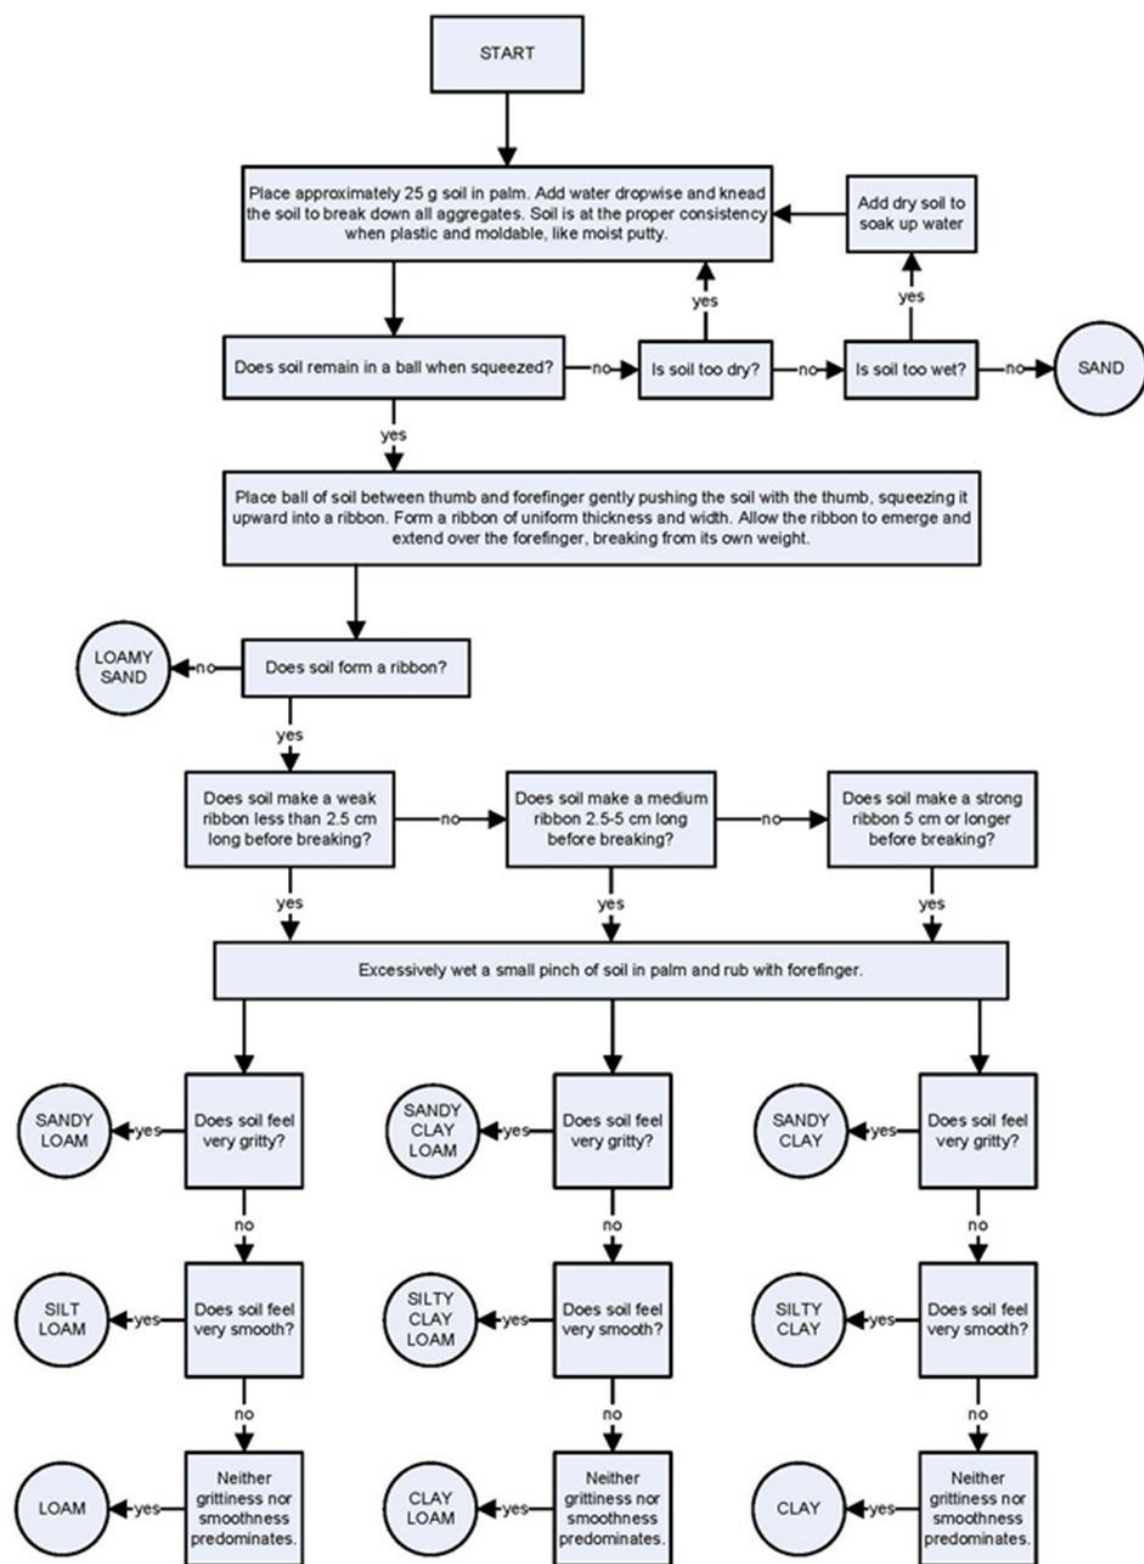 START
Place approximately 25 g soil in palm. Add water dropwise and knead
the soil to break down all aggregates. Soil is at the proper consistency
when plastic and moldable, like moist putty.
Add dry soil to
soak up water
yes
yes
Does soil remain in a ball when squeezed?
no
Is soil too dry?
no
Is soil too wet?
no
SAND
yes
Place ball of soil between thumb and forefinger gently pushing the soil with the thumb, squeezing it
upward into a ribbon. Form a ribbon of uniform thickness and width. Allow the ribbon to emerge and
extend over the forefinger, breaking from its own weight.
LOAMY
SAND
no
Does soil form a ribbon?
yes
Does soil make a weak
ribbon less than 2.5 cm
long before breaking?
no
Does soil make a medium
ribbon 2.5-5 cm long
before breaking?
no
Does soil make a strong
ribbon 5 cm or longer
before breaking?
yes
yes
yes
Excessively wet a small pinch of soil in palm and rub with forefinger.
SANDY
LOAM
yes
Does soil feel
very gritty?
SANDY
CLAY
LOAM
yes
Does soil feel
very gritty?
SANDY
CLAY
yes
Does soil feel
very gritty?
no
no
no
SILT
LOAM
yes
Does soil feel
very smooth?
SILTY
CLAY
LOAM
yes
Does soil feel
very smooth?
SILTY
CLAY
yes
Does soil feel
very smooth?
no
no
no
LOAM
yes
Neither
grittiness nor
smoothness
predominates.
CLAY
LOAM
yes
Neither
grittiness nor
smoothness
predominates.
CLAY
yes
Neither
grittiness nor
smoothness
predominates.